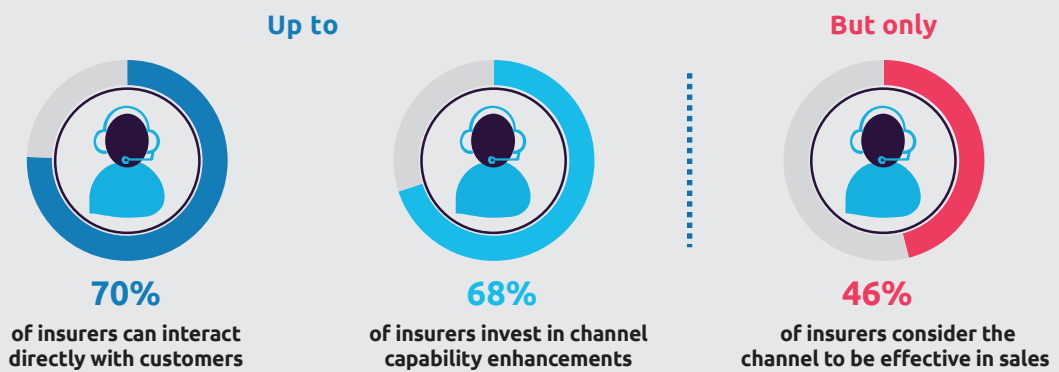 Up to
But only
70%
of insurers can interact
directly with customers
68%
of insurers invest in channel
capability enhancements
46%
of insurers consider the
channel to be effective in sales